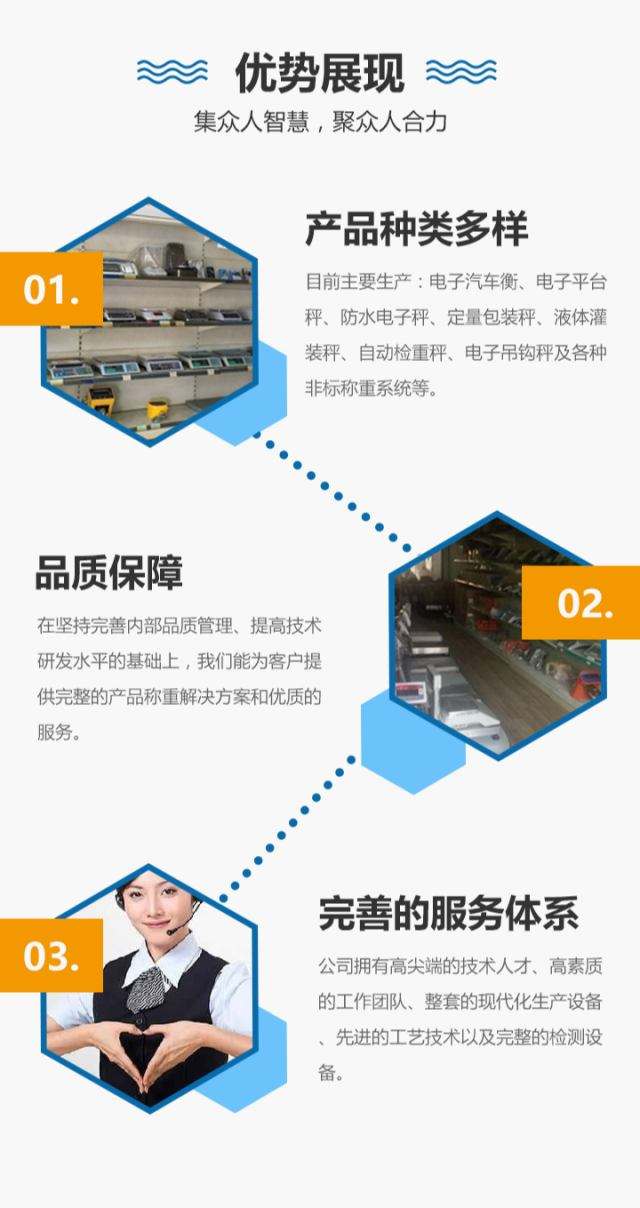 优势展现
集众人智慧，聚众人合力
01.
产品种类多样
目前主要生产：电子汽车衡、电子平台
秤、防水电子秤、定量包装秤、液体灌
装秤、自动检重秤、电子吊钩秤及各种
非标称重系统等。
品质保障
02.
在坚持完善内部品质管理、提高技术
研发水平的基础上，我们能为客户提
供完整的产品称重解决方案和优质的
服务。
03.
完善的服务体系
公司拥有高尖端的技术人才、高素质
的工作团队、整套的现代化生产设备
、先进的工艺技术以及完整的检测设
备。